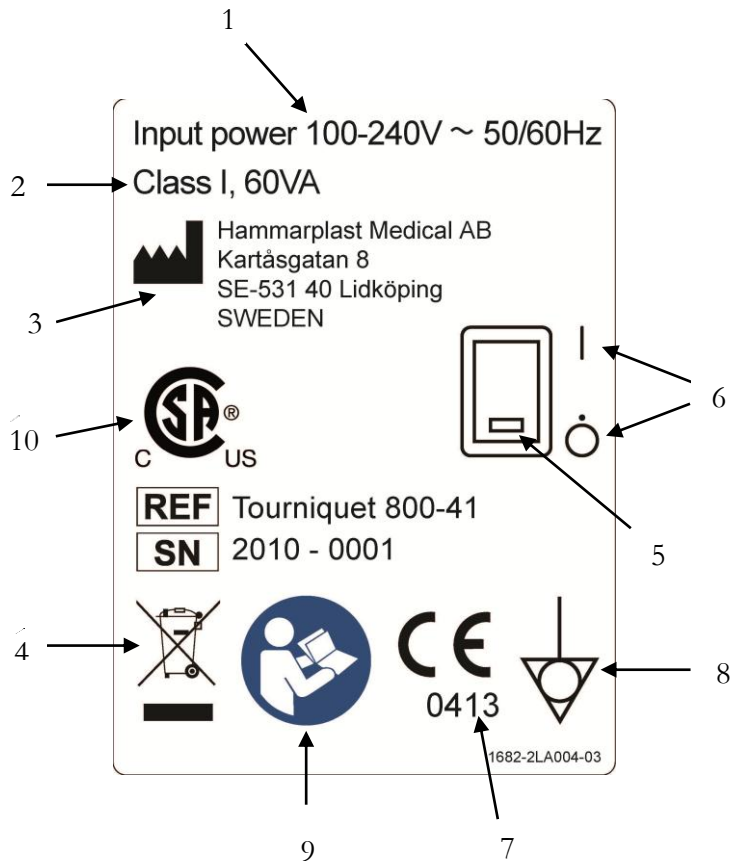 1
Input power 100-240V ~ 50/60Hz
2
Class I, 60VA
Hammarplast Medical AB
Kartåsgatan 8
SE-531 40 Lidköping
SWEDEN
3
6
10
CSA®
C US
5
REF Tourniquet 800-41
SN 2010 - 0001
4
CE
0413
8
1682-2LA004-03
9
7